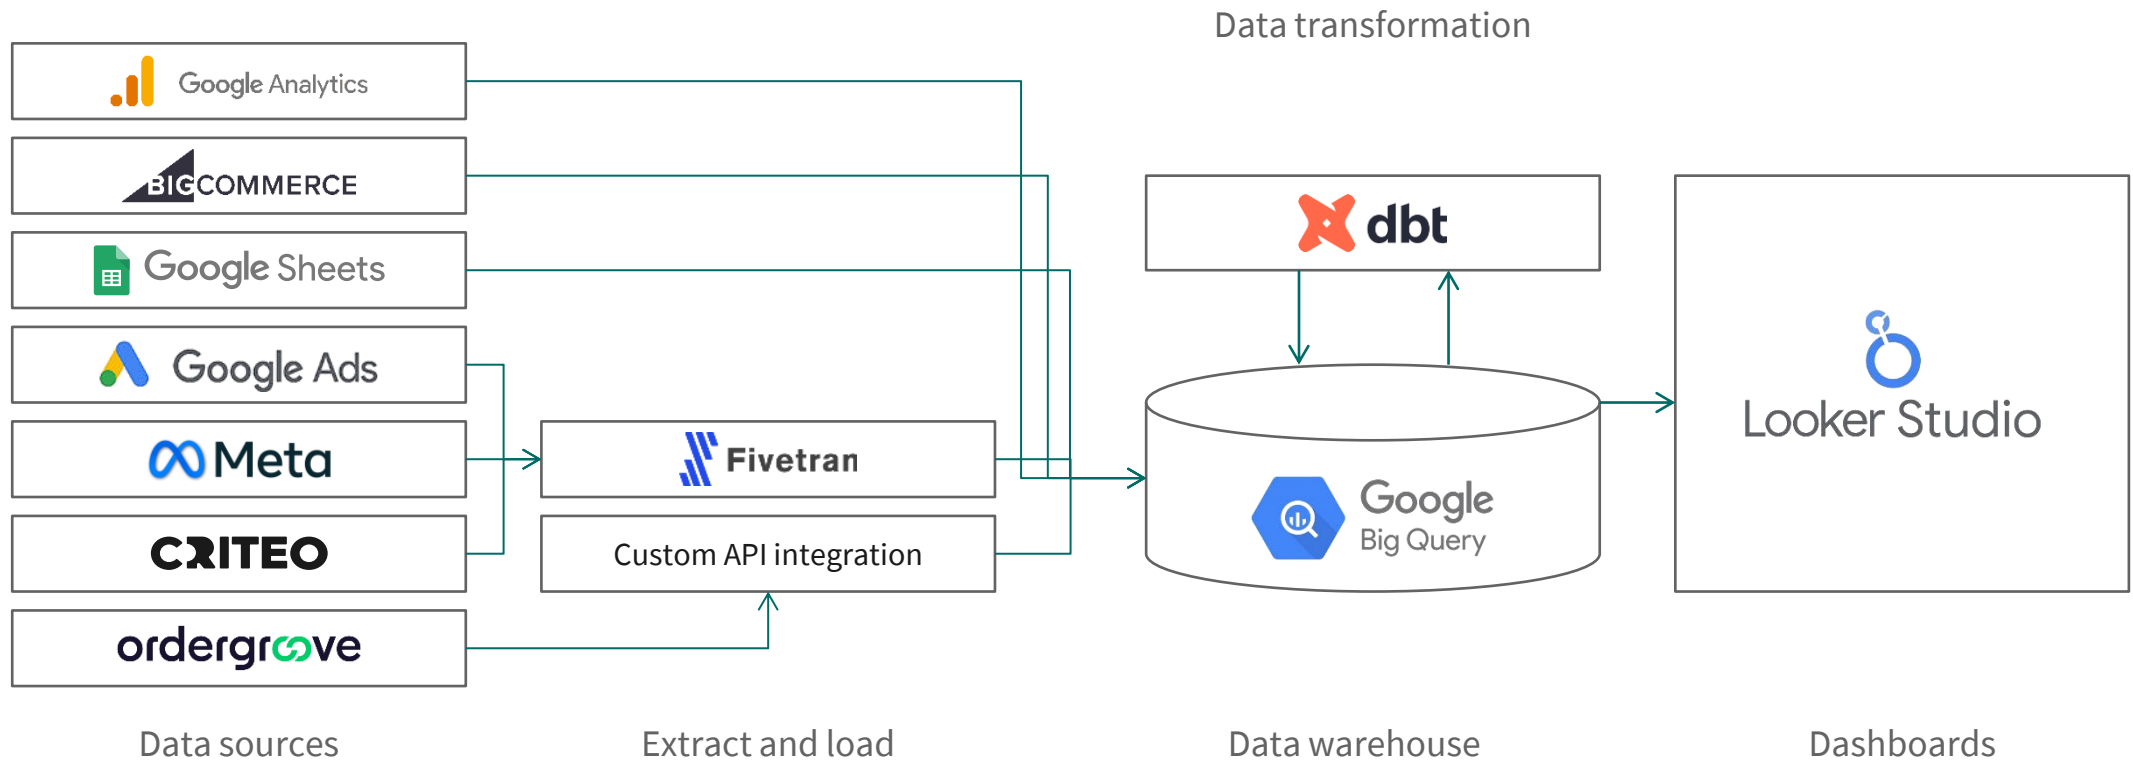 Data transformation
Google Analytics
BIGCOMMERCE
Google Sheets
Google Ads
Meta
CRITEO
ordergroove
Fivetran
Custom API integration
dbt
Google
Big Query
Looker Studio
Data sources
Extract and load
Data warehouse
Dashboards